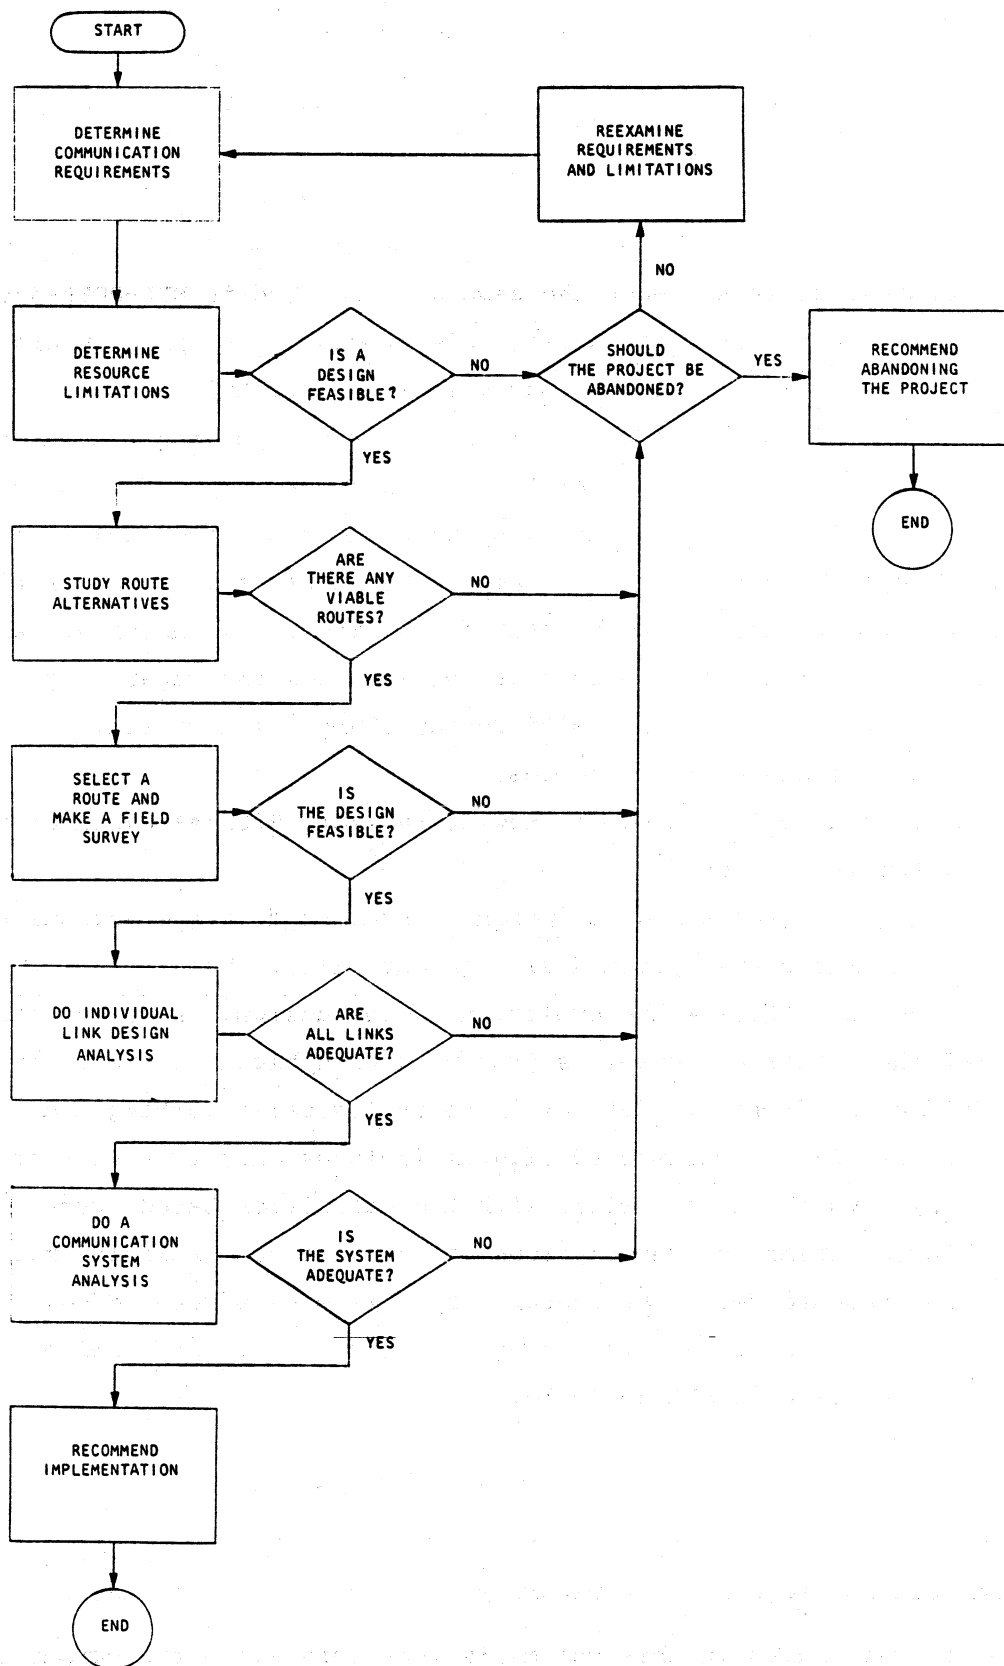 START
DETERMINE
COMMUNICATION
REQUIREMENTS
REEXAMINE
REQUIREMENTS
AND LIMITATIONS
NO
DETERMINE
RESOURCE
LIMITATIONS
IS A
DESIGN
FEASIBLE?
NO
SHOULD
THE PROJECT BE
ABANDONED?
YES
RECOMMEND
ABANDONING
THE PROJECT
YES
END
STUDY ROUTE
ALTERNATIVES
ARE
THERE ANY
VIABLE
ROUTES?
NO
YES
SELECT A
ROUTE AND
MAKE A FIELD
SURVEY
IS
THE DESIGN
FEASIBLE?
NO
YES
DO INDIVIDUAL
LINK DESIGN
ANALYSIS
ARE
ALL LINKS
ADEQUATE?
NO
YES
DO A
COMMUNICATION
SYSTEM
ANALYSIS
IS
THE SYSTEM
ADEQUATE?
NO
YES
RECOMMEND
IMPLEMENTATION
END